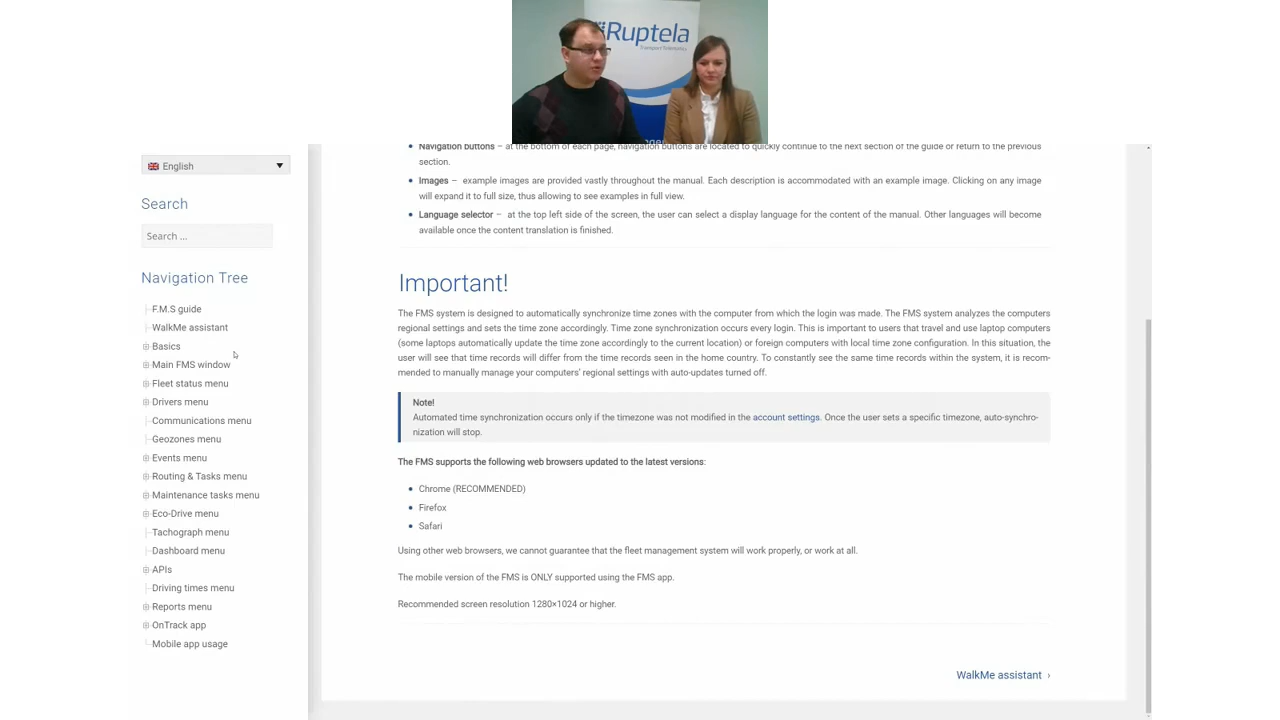 Ruptela
Transport Telematics
English
Search
Search ...
Navigation Tree
F.M.S guide
WalkMe assistant
Basics
Main FMS window
Fleet status menu
Drivers menu
Communications menu
Geozones menu
Events menu
Routing & Tasks menu
Maintenance tasks menu
Eco-Drive menu
Tachograph menu
Dashboard menu
APIs
Driving times menu
Reports menu
OnTrack app
Mobile app usage
Navigation buttons – at the bottom of each page, navigation buttons are located to quickly continue to the next section of the guide or return to the previous
section.
Images – example images are provided vastly throughout the manual. Each description is accommodated with an example image. Clicking on any image
will expand it to full size, thus allowing to see examples in full view.
Language selector – at the top left side of the screen, the user can select a display language for the content of the manual. Other languages will become
available once the content translation is finished.
Important!
The FMS system is designed to automatically synchronize time zones with the computer from which the login was made. The FMS system analyzes the computers
regional settings and sets the time zone accordingly. Time zone synchronization occurs every login. This is important to users that travel and use laptop computers
(some laptops automatically update the time zone accordingly to the current location) or foreign computers with local time zone configuration. In this situation, the
user will see that time records will differ from the time records seen in the home country. To constantly see the same time records within the system, it is recom-
mended to manually manage your computers' regional settings with auto-updates turned off.
Note!
Automated time synchronization occurs only if the timezone was not modified in the account settings. Once the user sets a specific timezone, auto-synchro-
nization will stop.
The FMS supports the following web browsers updated to the latest versions:
Chrome (RECOMMENDED)
Firefox
Safari
Using other web browsers, we cannot guarantee that the fleet management system will work properly, or work at all.
The mobile version of the FMS is ONLY supported using the FMS app.
Recommended screen resolution 1280×1024 or higher.
WalkMe assistant ›